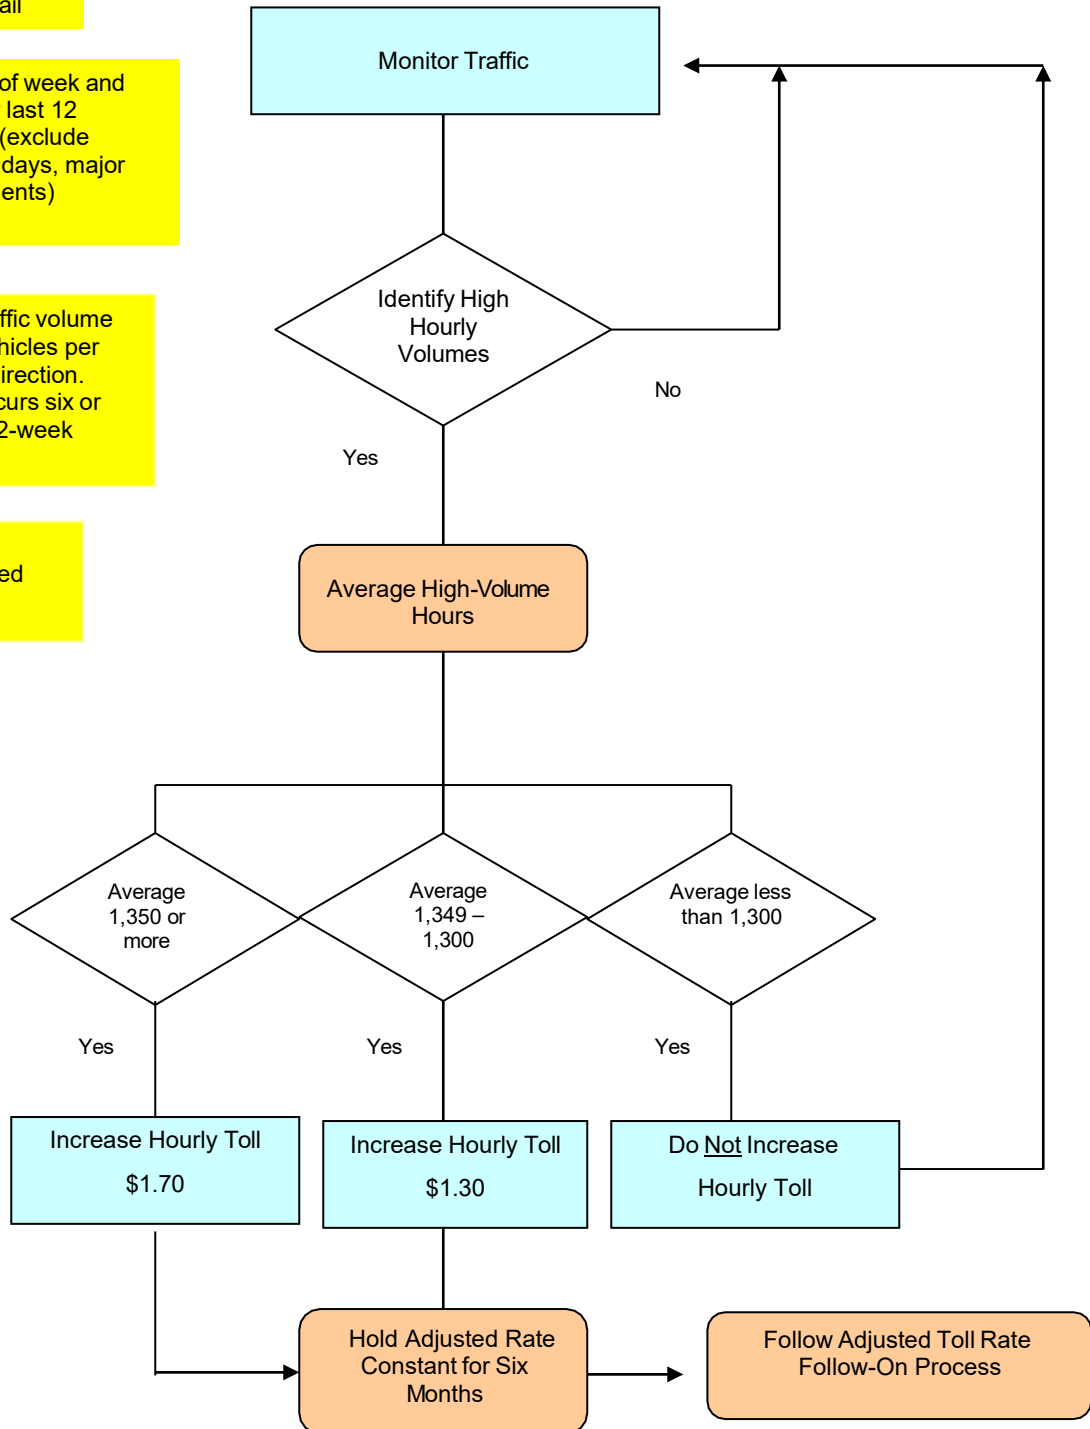 all
of week and
last 12
(exclude
days, major
ents)
ffic volume
hicles per
irection.
curs six or
2-week
ed
Monitor Traffic
Identify High
Hourly
Volumes
No
Yes
Average High-Volume
Hours
Average
1,350 or
more
Average
1,349 –
1,300
Average less
than 1,300
Yes
Yes
Yes
Increase Hourly Toll
$1.70
Increase Hourly Toll
$1.30
Do Not Increase
Hourly Toll
Hold Adjusted Rate
Constant for Six
Months
Follow Adjusted Toll Rate
Follow-On Process